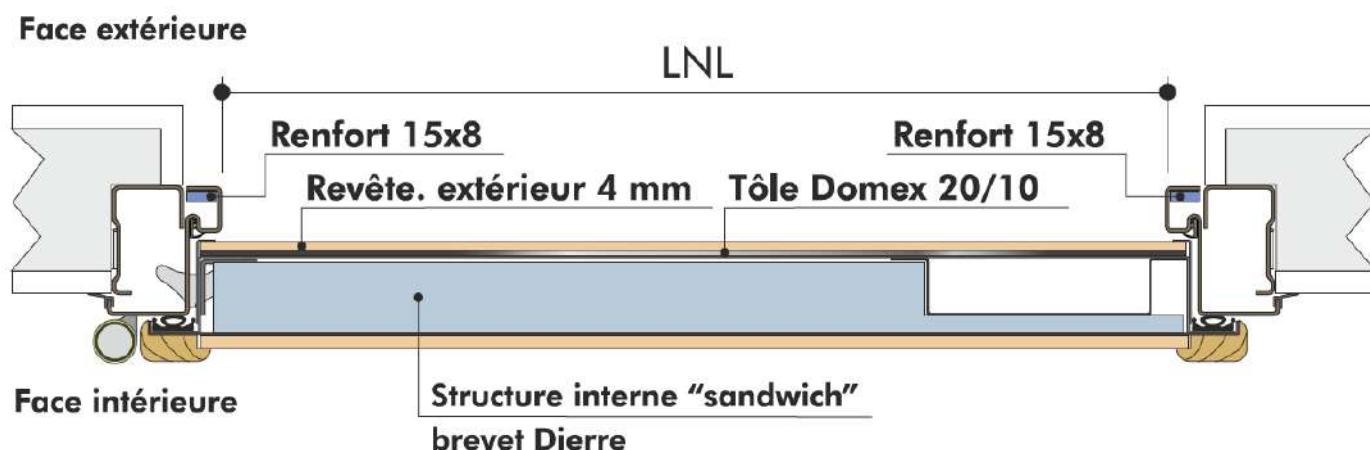 Face extérieure
LNL
Renfort 15x8
Renfort 15x8
Revête. extérieur 4 mm
Tôle Domex 20/10
Face intérieure
Structure interne “sandwich”
brevet Dierre